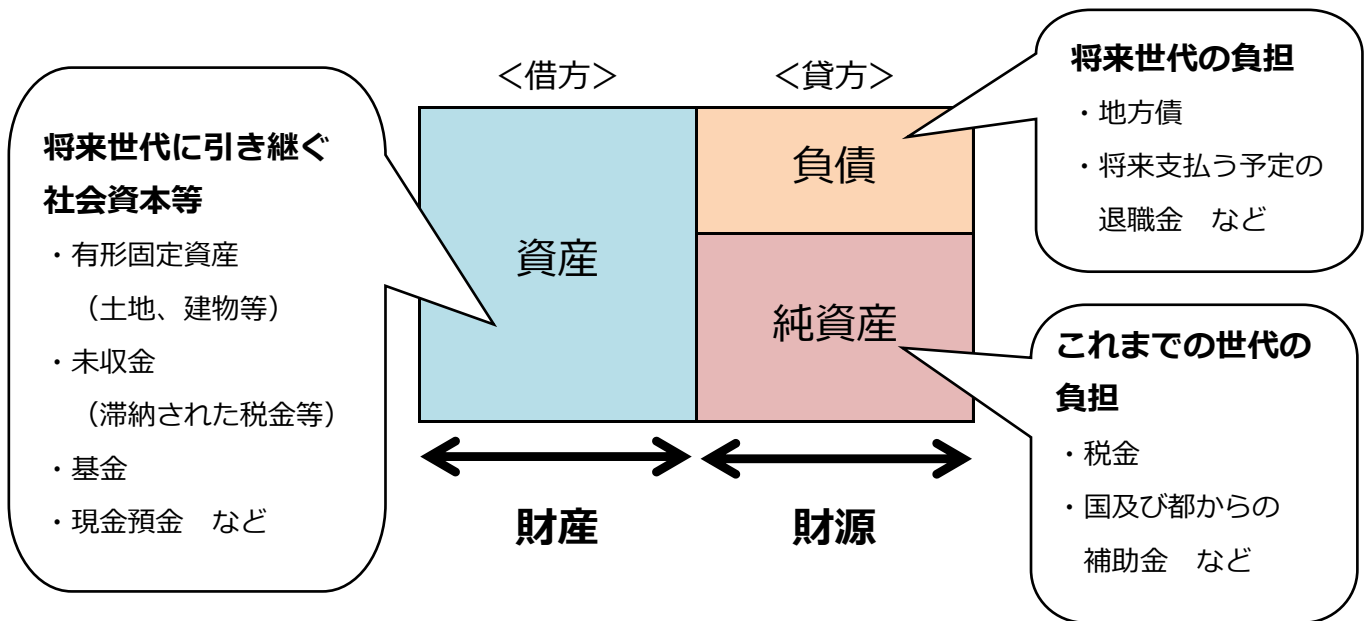 将来世代に引き継ぐ
社会資本等
・有形固定資産
（土地、建物等）
・未収金
（滞納された税金等）
・基金
・現金預金　など
＜借方＞
＜貸方＞
資産
負債
純資産
財産
財源
将来世代の負担
・地方債
・将来支払う予定の
退職金　など
これまでの世代の
負担
・税金
・国及び都からの
補助金　など